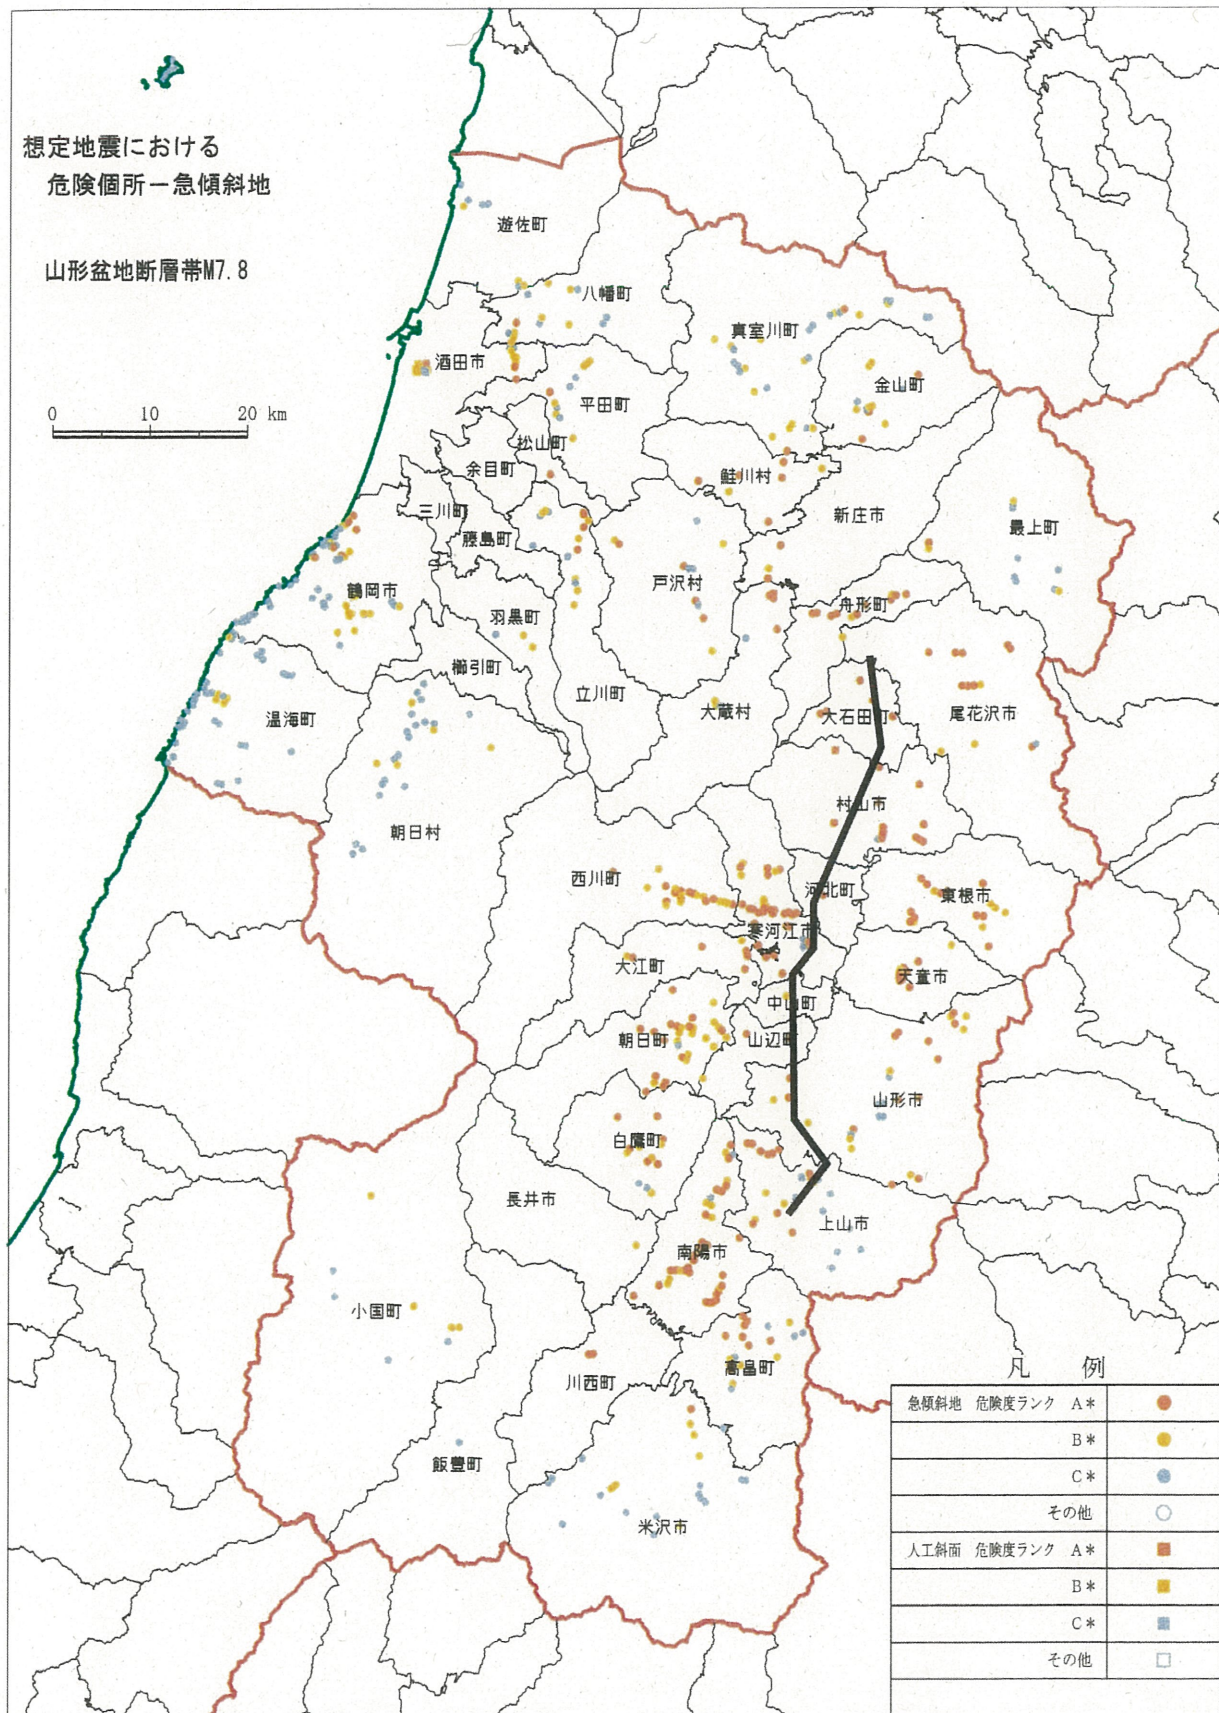 想定地震における
危険個所－急傾斜地
山形盆地断層帯M7.8
0 10 20 km
遊佐町
八幡町
真室川町
酒田市
金山町
平田町
松山町
余目町
鮭川村
三川町
新庄市
最上町
藤島町
戸沢村
鶴岡市
舟形町
羽黒町
櫛引町
立川町
大蔵村
大石田町
尾花沢市
温海町
村山市
朝日村
西川町
河北町
東根市
寒河江市
大江町
天童市
中山町
朝日町
山辺町
山形市
白鷹町
長井市
上山市
南陽市
小国町
高畠町
川西町
飯豊町
米沢市
凡 例
急傾斜地 危険度ランク A＊
B＊
C＊
その他
人工斜面 危険度ランク A＊
B＊
C＊
その他